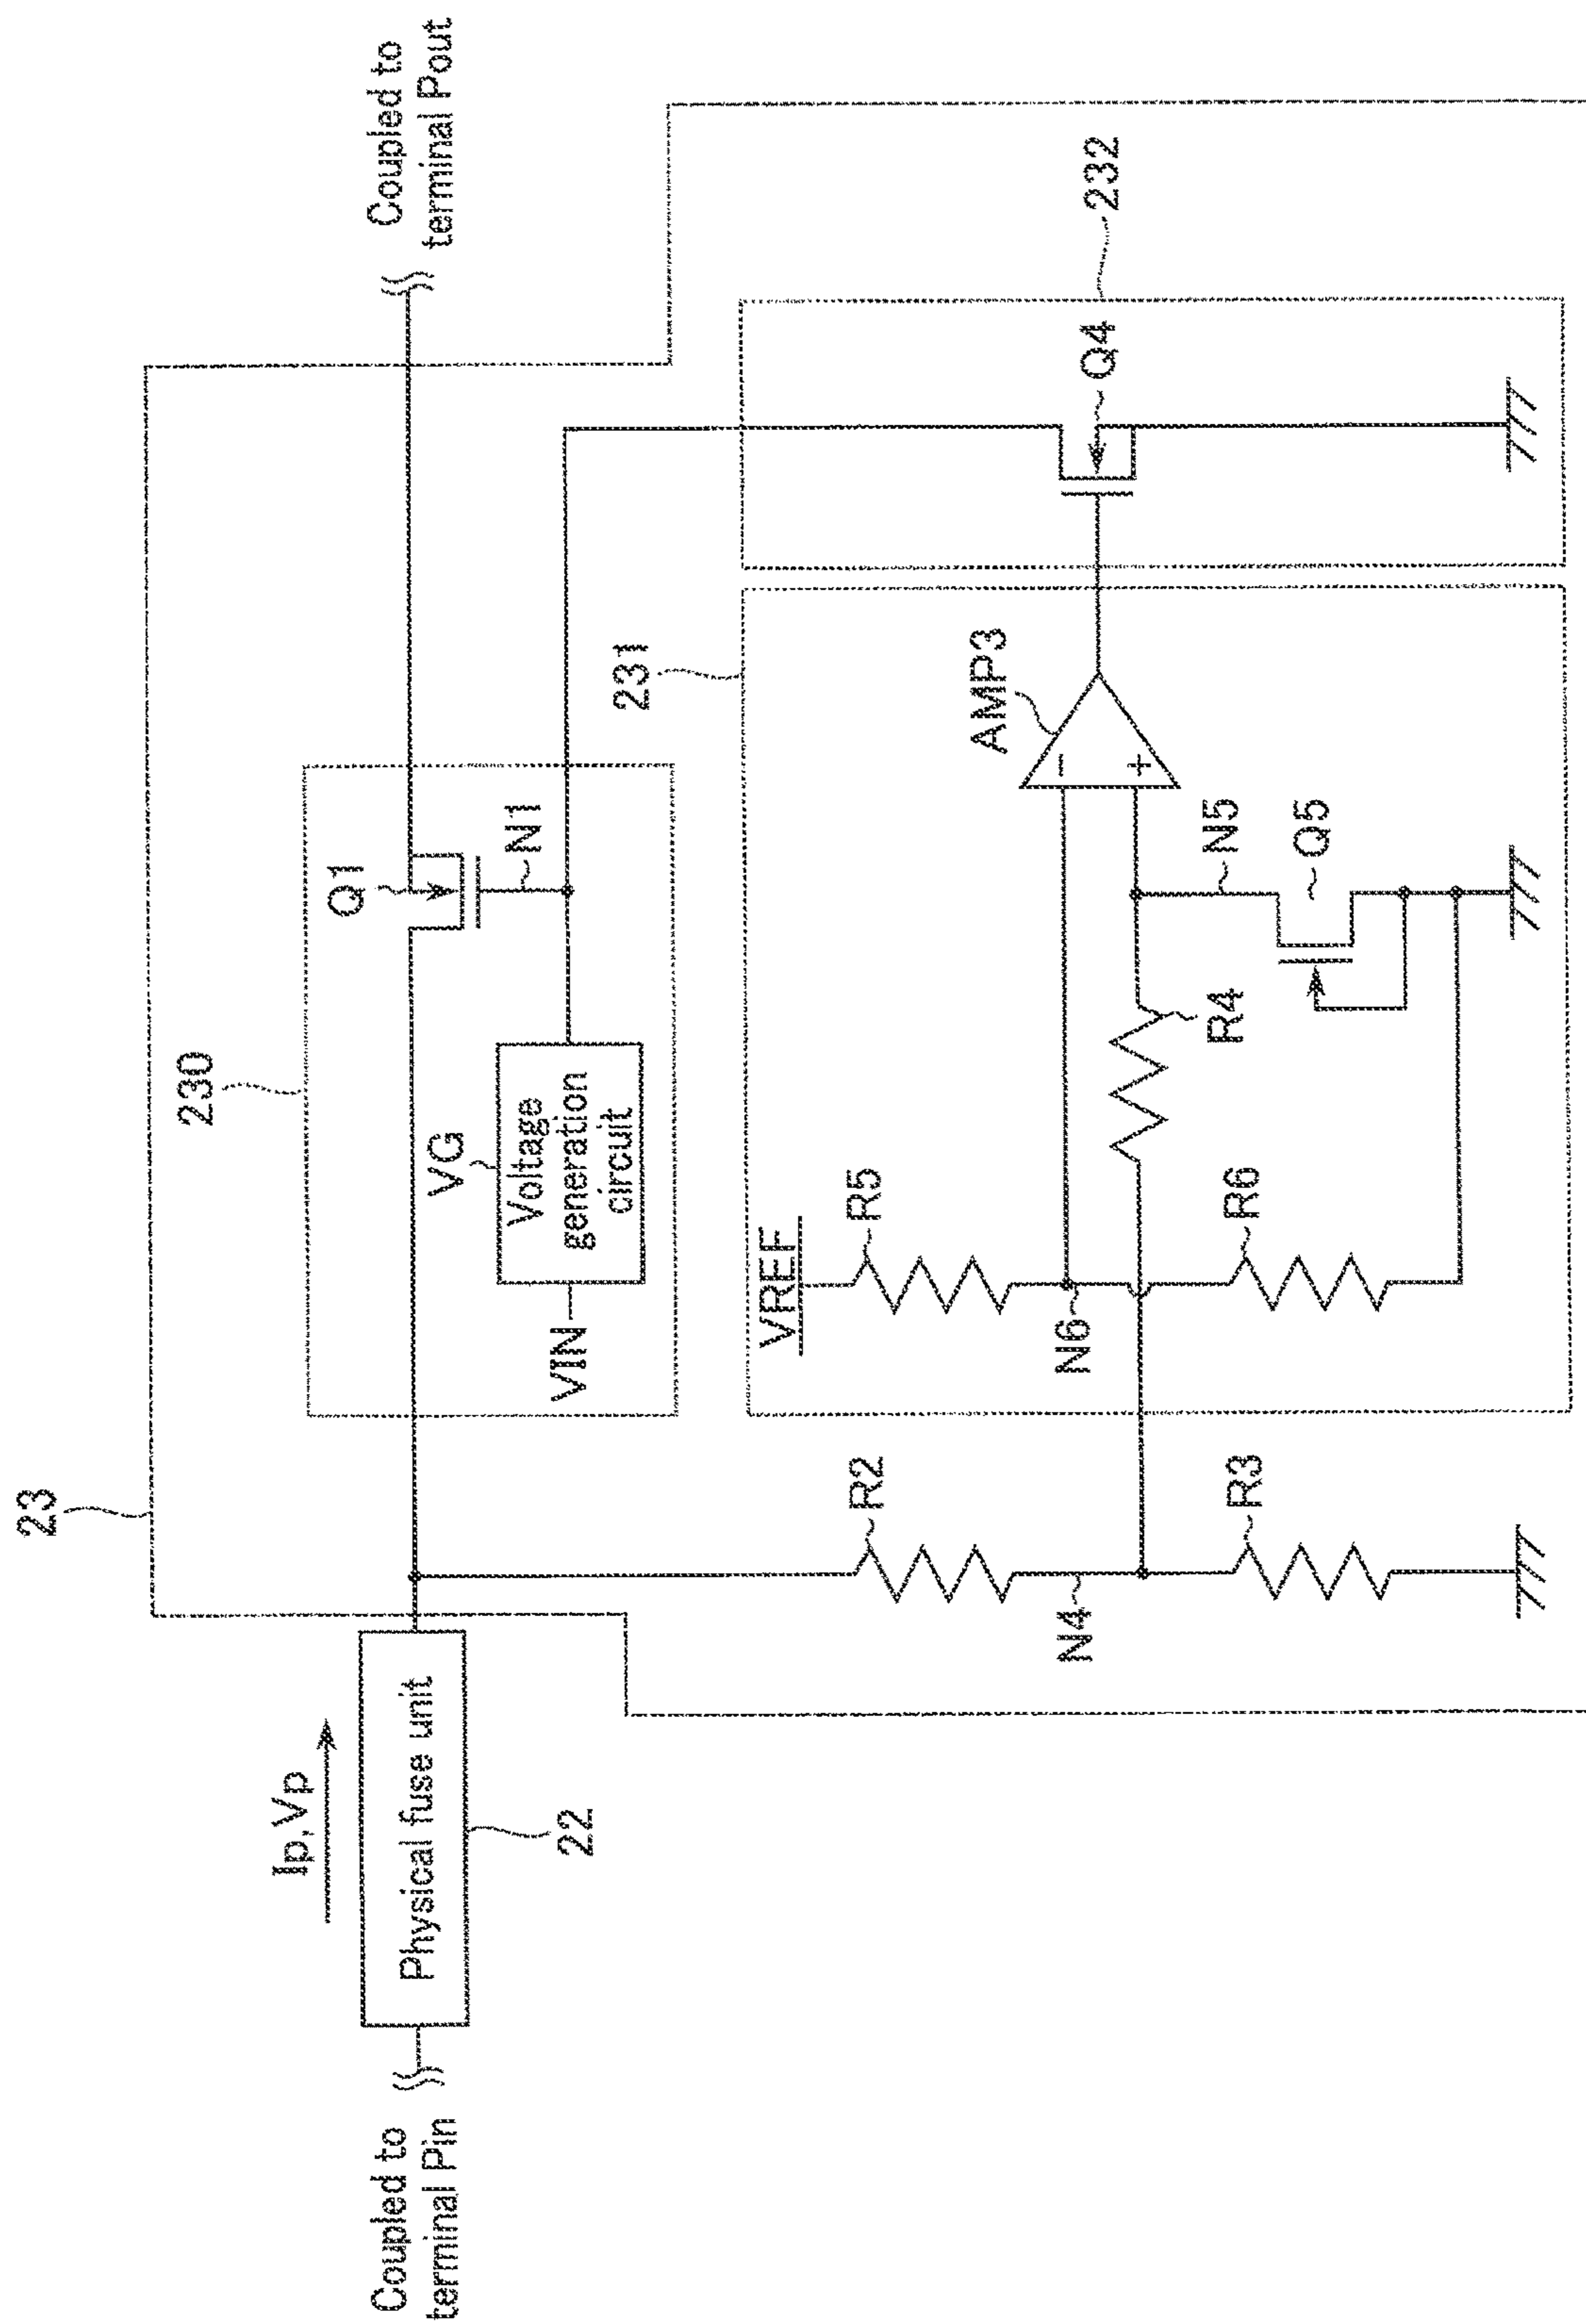 23
Coupled to
terminal Pin
Ip,Vp
Physical fuse unit
22
230
Q1
N1
VG
Voltage
generation
circuit
VIN
Coupled to
terminal Pout
R2
N4
R3
231
VREF
R5
N6
R6
R4
AMP3
−
+
N5
Q5
232
Q4